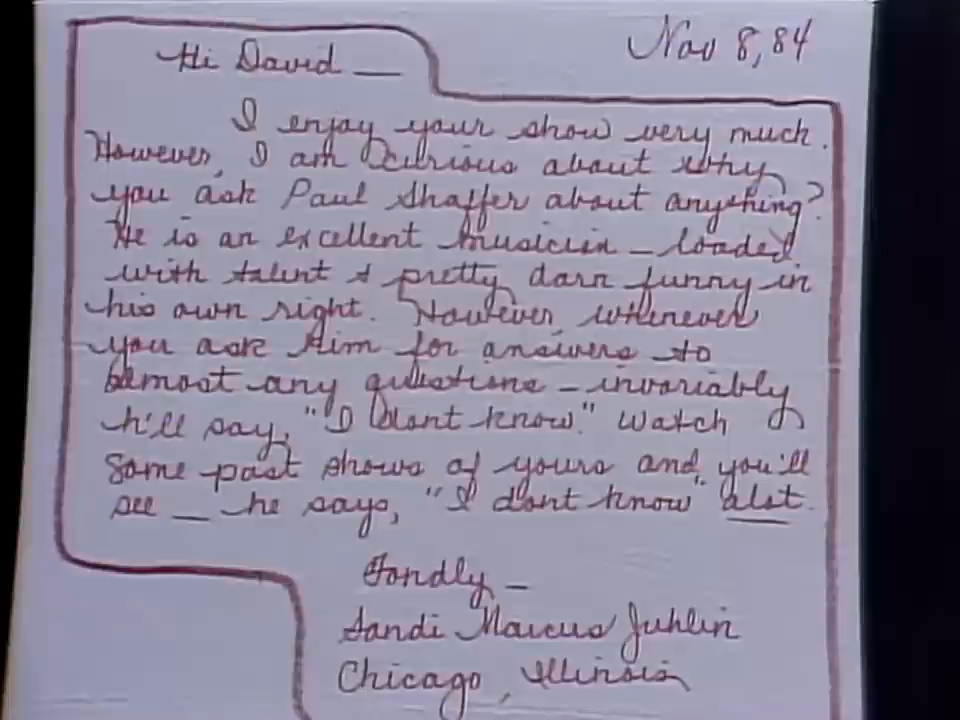 Nov 8, 84
Hi David —
I enjoy your show very much.
However, I am curious about why
you ask Paul Shaffer about anything?
He is an excellent musician — loaded
with talent & pretty darn funny in
his own right. However, whenever
you ask him for answers to
almost any questions — invariably
he'll say, "I dont know." Watch
some past shows of yours and you'll
see — he says, "I dont know" alot.
Fondly —
Sandi Marcus Juhlin
Chicago, Illinois